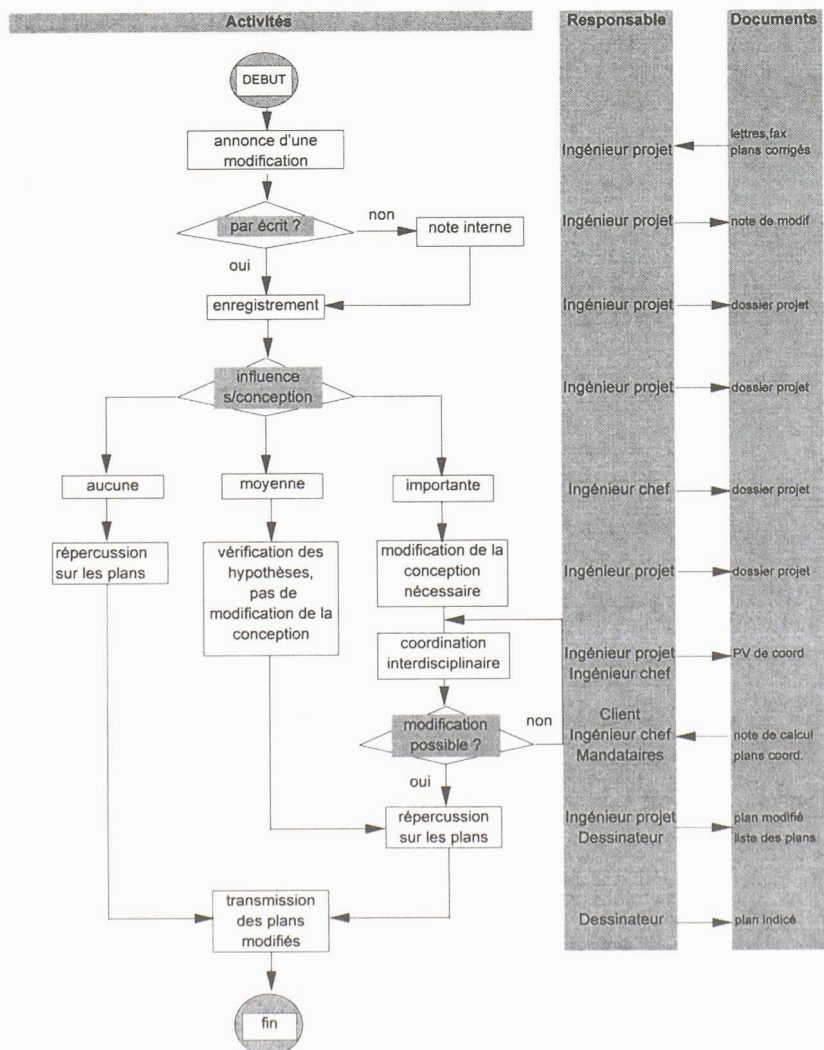 Activités
Responsable
Documents
DEBUT
annonce d'une
modification
Ingénieur projet
lettres,fax
plans corrigés
par écrit ?
non
note interne
Ingénieur projet
note de modif
oui
enregistrement
Ingénieur projet
dossier projet
influence
s/conception
Ingénieur projet
dossier projet
aucune
moyenne
importante
Ingénieur chef
dossier projet
répercussion
sur les plans
vérification des
hypothèses,
pas de
modification de la
conception
modification de la
conception
nécessaire
Ingénieur projet
dossier projet
coordination
interdisciplinaire
Ingénieur projet
Ingénieur chef
PV de coord
modification
possible ?
non
Client
Ingénieur chef
Mandataires
note de calcul
plans coord.
oui
répercussion
sur les plans
Ingénieur projet
Dessinateur
plan modifié
liste des plans
transmission
des plans
modifiés
Dessinateur
plan indicé
fin